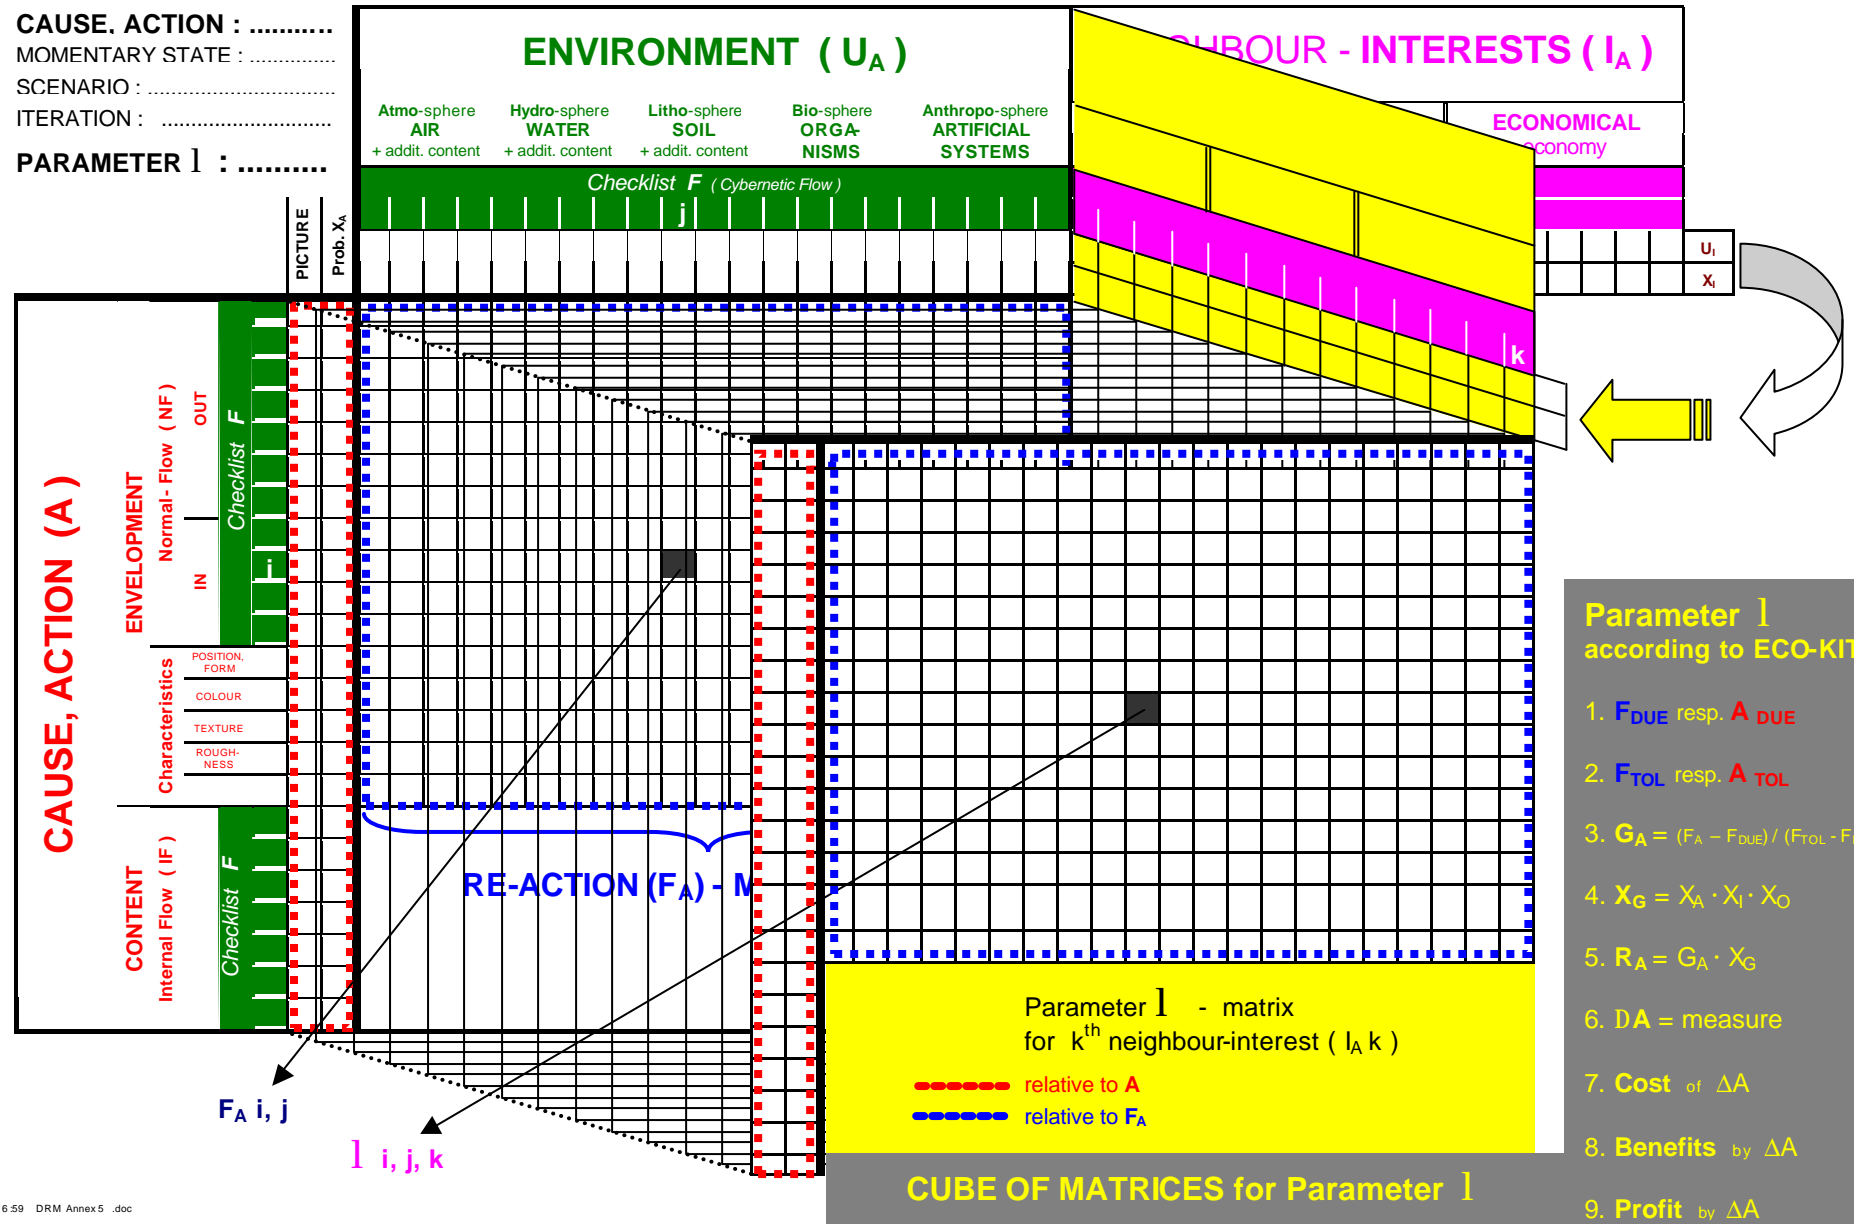 CAUSE, ACTION : ...........
MOMENTARY STATE : ...............
SCENARIO : ................................
ITERATION : .............................
PARAMETER l : ..........
ENVIRONMENT ( UA )
HBOUR - INTERESTS ( IA )
Atmo-sphere
AIR
+ addit. content
Hydro-sphere
WATER
+ addit. content
Litho-sphere
SOIL
+ addit. content
Bio-sphere
ORGA-
NISMS
Anthropo-sphere
ARTIFICIAL
SYSTEMS
ECONOMICAL
economy
Checklist F ( Cybernetic Flow )
j
PICTURE
Prob. XA
UI
XI
k
CAUSE, ACTION (A)
ENVELOPMENT
Normal- Flow ( NF )
OUT
IN
Checklist F
i
Characteristics
POSITION,
FORM
COLOUR
TEXTURE
ROUGH-
NESS
CONTENT
Internal Flow ( IF )
Checklist F
RE-ACTION (FA) - M
FA i, j
l i, j, k
Parameter l - matrix
for kth neighbour-interest ( IA k )
relative to A
relative to FA
CUBE OF MATRICES for Parameter l
Parameter l
according to ECO-KIT
1. FDUE resp. A DUE
2. FTOL resp. A TOL
3. GA = (FA – FDUE) / (FTOL - F
4. XG = XA · XI · XO
5. RA = GA · XG
6. DA = measure
7. Cost of ΔA
8. Benefits by ΔA
9. Profit by ΔA
6:59 DRM Annex 5 .doc